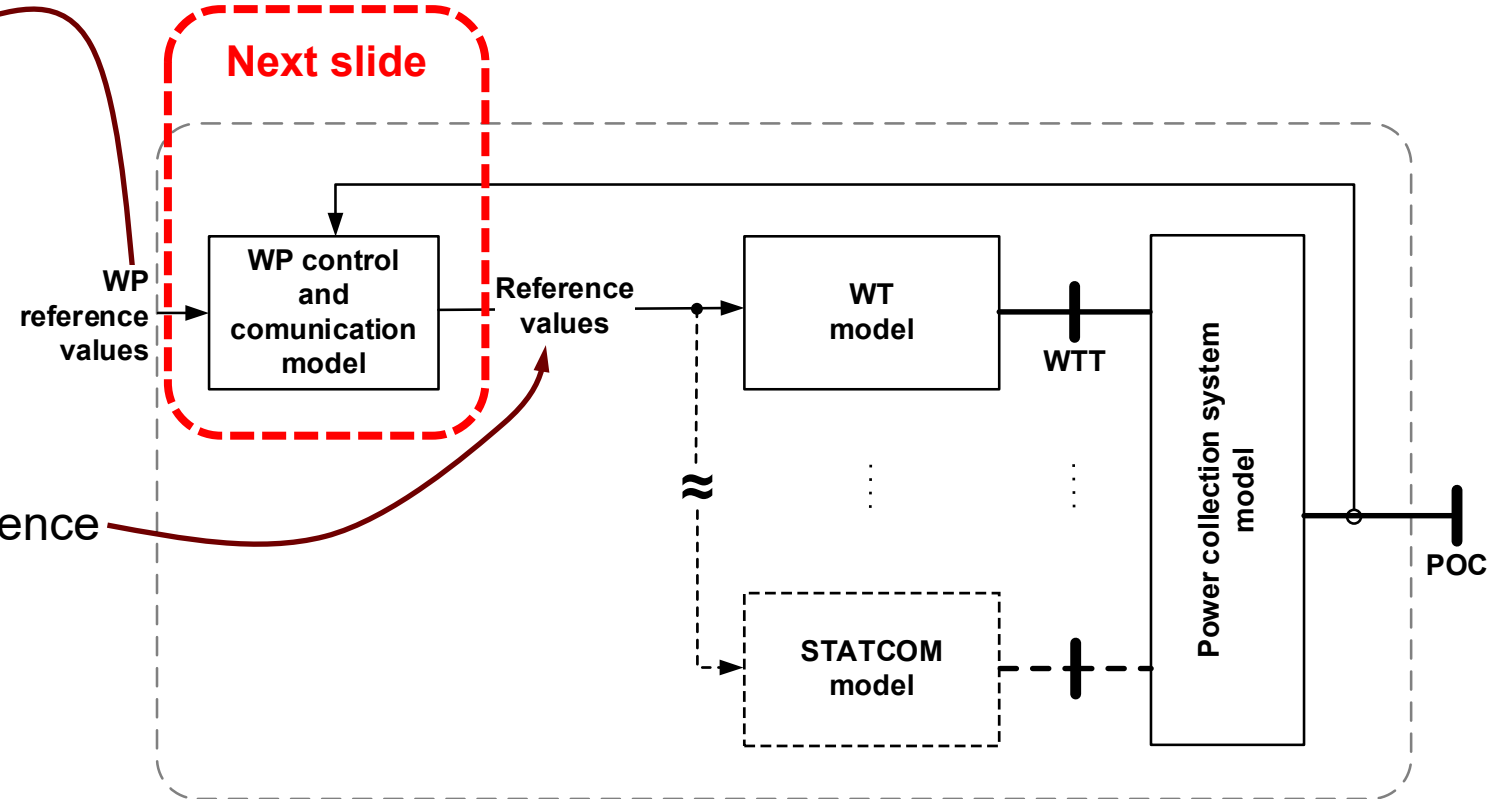 Next slide
WP
reference
values
WP control
and
comunication
model
Reference
values
WT
model
WTT
Power collection system
model
POC
ence
STATCOM
model